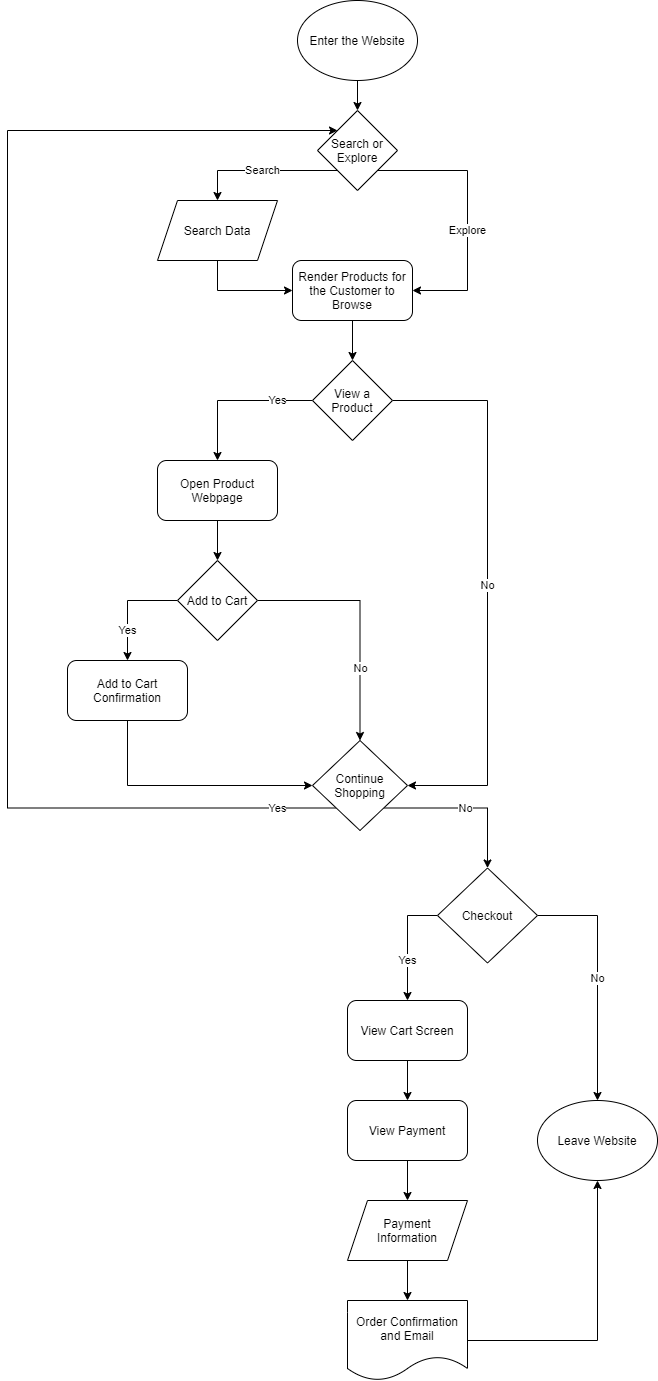 Enter the Website
Search or
Explore
Search
Search Data
Explore
Render Products for
the Customer to
Browse
View a
Product
Yes
Open Product
Webpage
No
Add to Cart
Yes
Add to Cart
Confirmation
No
Continue
Shopping
Yes
No
Checkout
Yes
No
View Cart Screen
View Payment
Leave Website
Payment
Information
Order Confirmation
and Email